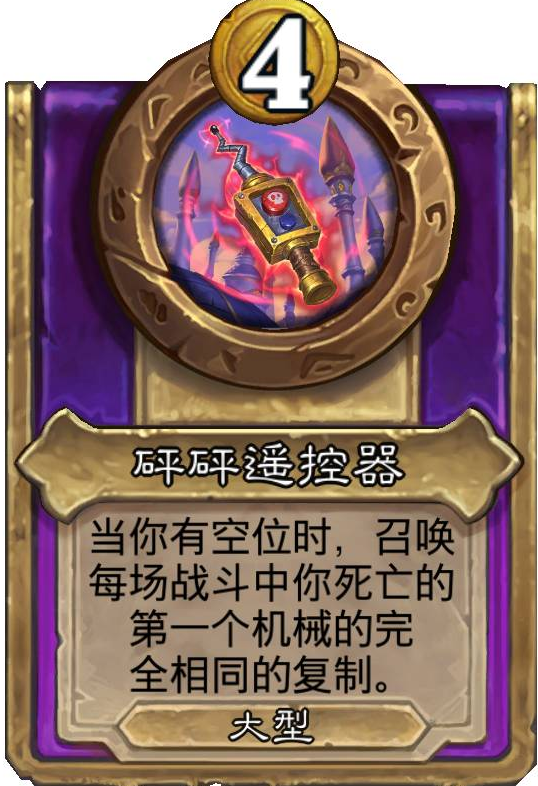 4
砰砰遥控器
当你有空位时，召唤
每场战斗中你死亡的
第一个机械的完
全相同的复制。
大型